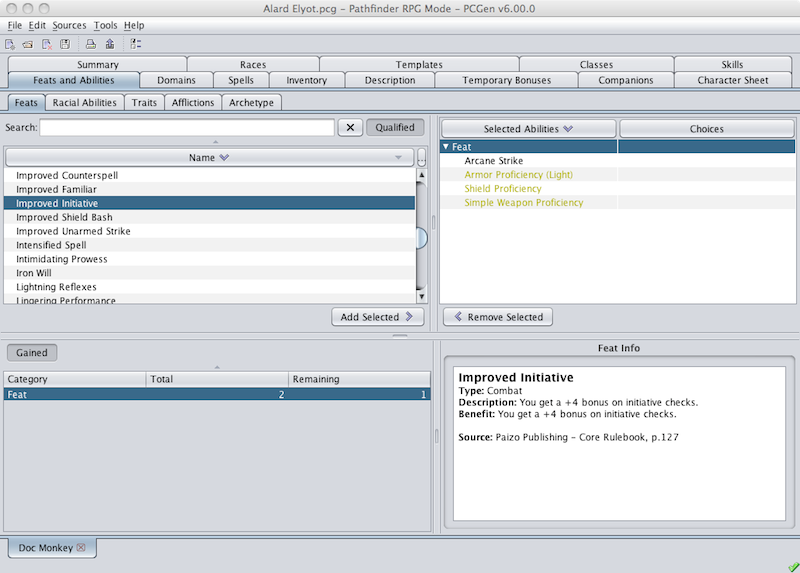 Alard Elyot.pcg - Pathfinder RPG Mode - PCGen v6.00.0
File Edit Sources Tools Help
Summary Races Templates Classes Skills
Feats and Abilities Domains Spells Inventory Description Temporary Bonuses Companions Character Sheet
Feats Racial Abilities Traits Afflictions Archetype
Search: Qualified
Name ...
Improved Counterspell
Improved Familiar
Improved Initiative
Improved Shield Bash
Improved Unarmed Strike
Intensified Spell
Intimidating Prowess
Iron Will
Lightning Reflexes
Lingering Performance
Add Selected
Selected Abilities Choices
Feat
Arcane Strike
Armor Proficiency (Light)
Shield Proficiency
Simple Weapon Proficiency
Remove Selected
Gained
Category Total Remaining
Feat 2 1
Feat Info
Improved Initiative
Type: Combat
Description: You get a +4 bonus on initiative checks.
Benefit: You get a +4 bonus on initiative checks.
Source: Paizo Publishing - Core Rulebook, p.127
Doc Monkey